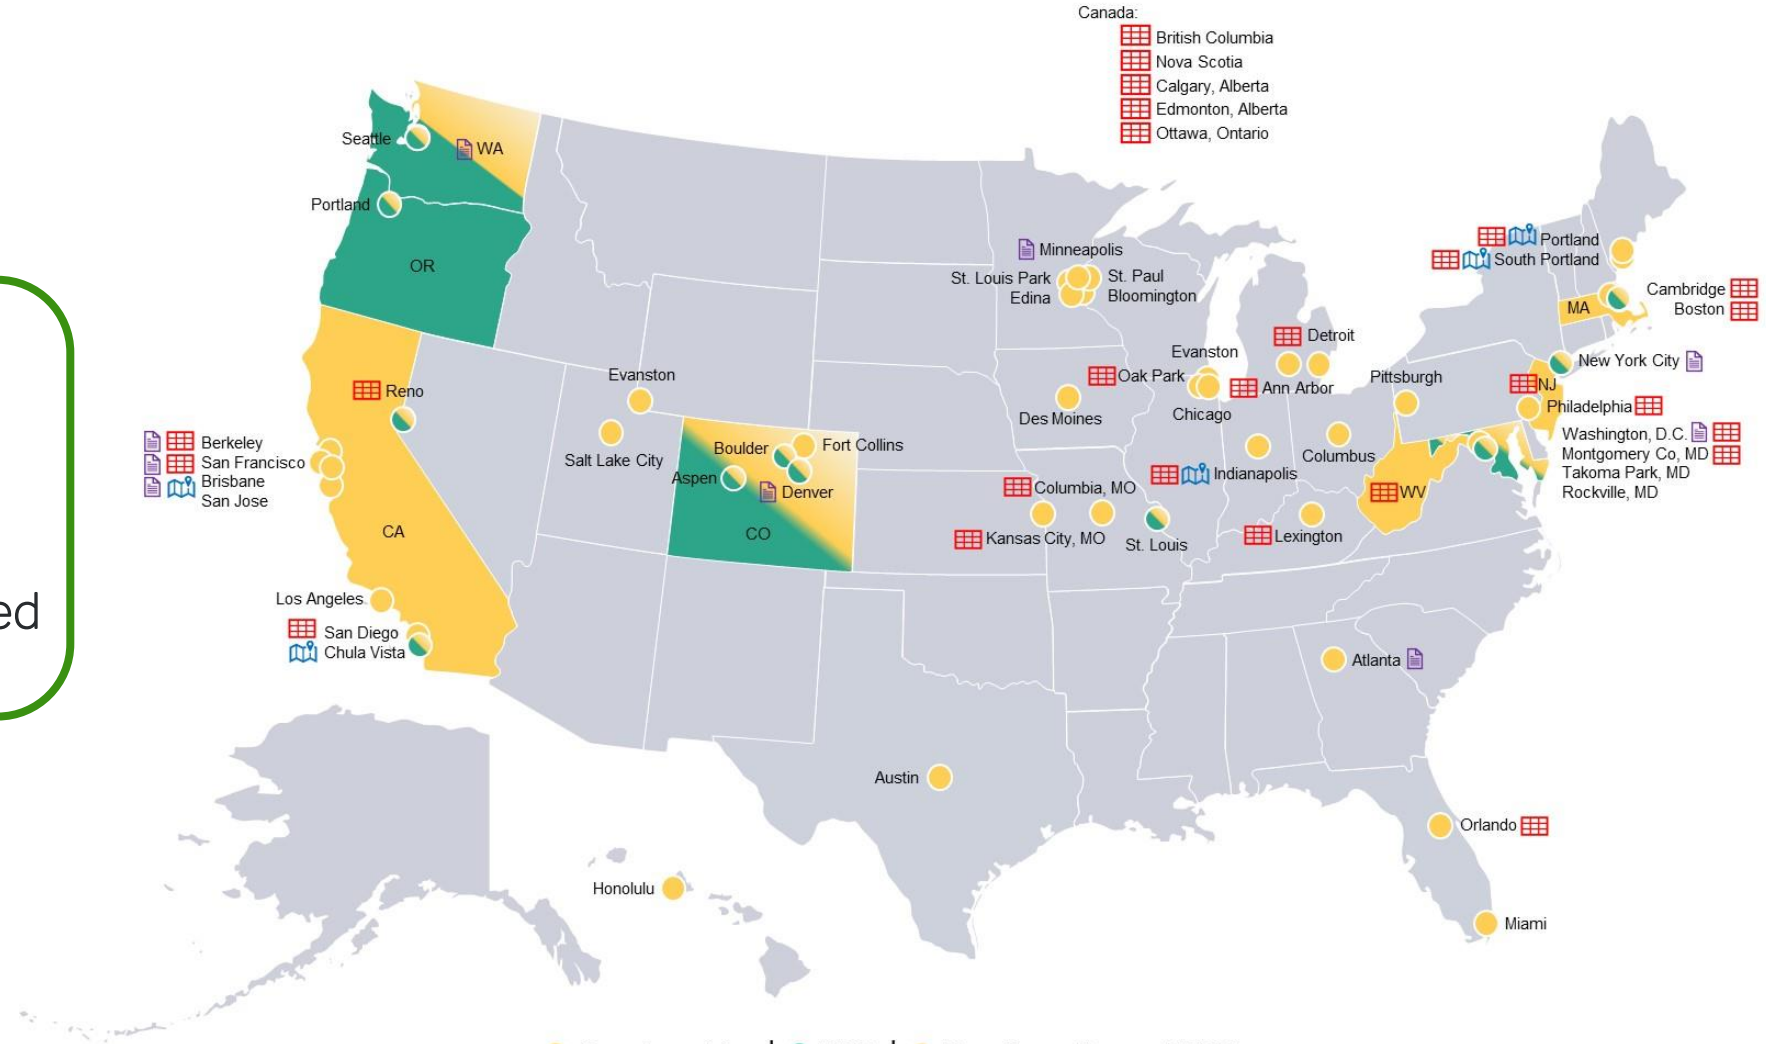 Canada:
British Columbia
Nova Scotia
Calgary, Alberta
Edmonton, Alberta
Ottawa, Ontario
Seattle
WA
Portland
OR
Minneapolis
St. Louis Park
St. Paul
Edina
Bloomington
Portland
South Portland
Cambridge
MA
Boston
Detroit
Evanston
Oak Park
Ann Arbor
Chicago
Pittsburgh
New York City
NJ
Philadelphia
Washington, D.C.
Montgomery Co, MD
Takoma Park, MD
Rockville, MD
Evanston
Reno
Des Moines
Berkeley
San Francisco
Brisbane
San Jose
Salt Lake City
Boulder
Fort Collins
Aspen
Denver
CO
Columbus
Indianapolis
Columbia, MO
Kansas City, MO
St. Louis
Lexington
WV
CA
Los Angeles
San Diego
Chula Vista
ed
Atlanta
Austin
Orlando
Honolulu
Miami